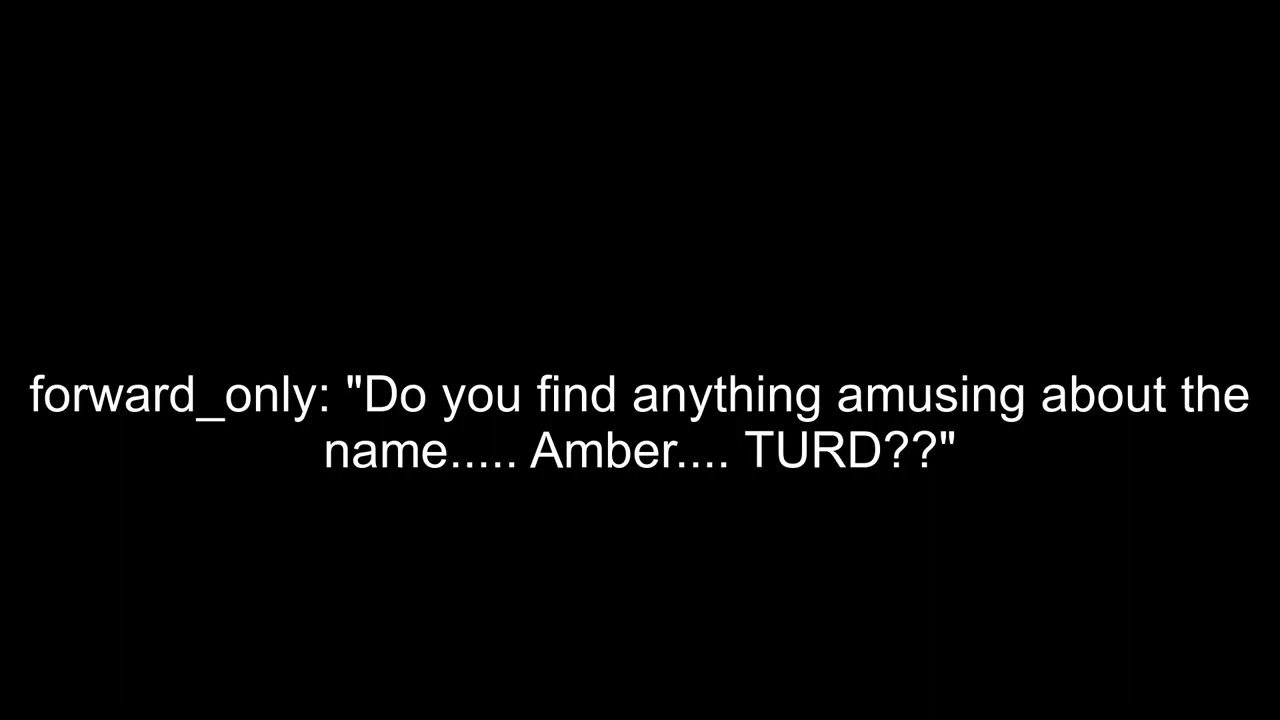 forward_only: "Do you find anything amusing about the
name..... Amber.... TURD??"